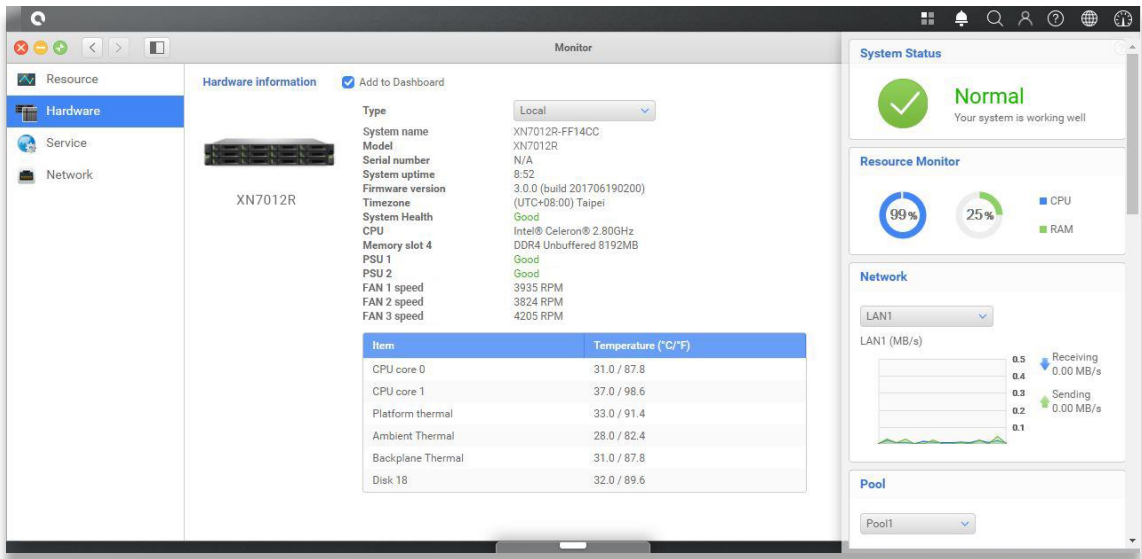 Monitor
Resource
Hardware
Service
Network
Hardware information
Add to Dashboard
XN7012R
Type Local
System name XN7012R-FF14CC
Model XN7012R
Serial number N/A
System uptime 8:52
Firmware version 3.0.0 (build 201706190200)
Timezone (UTC+08:00) Taipei
System Health Good
CPU Intel® Celeron® 2.80GHz
Memory slot 4 DDR4 Unbuffered 8192MB
PSU 1 Good
PSU 2 Good
FAN 1 speed 3935 RPM
FAN 2 speed 3824 RPM
FAN 3 speed 4205 RPM
Item Temperature (°C/°F)
CPU core 0 31.0 / 87.8
CPU core 1 37.0 / 98.6
Platform thermal 33.0 / 91.4
Ambient Thermal 28.0 / 82.4
Backplane Thermal 31.0 / 87.8
Disk 18 32.0 / 89.6
System Status
Normal
Your system is working well
Resource Monitor
99%
25%
CPU
RAM
Network
LAN1
LAN1 (MB/s)
0.5
0.4
0.3
0.2
0.1
Receiving
0.00 MB/s
Sending
0.00 MB/s
Pool
Pool1